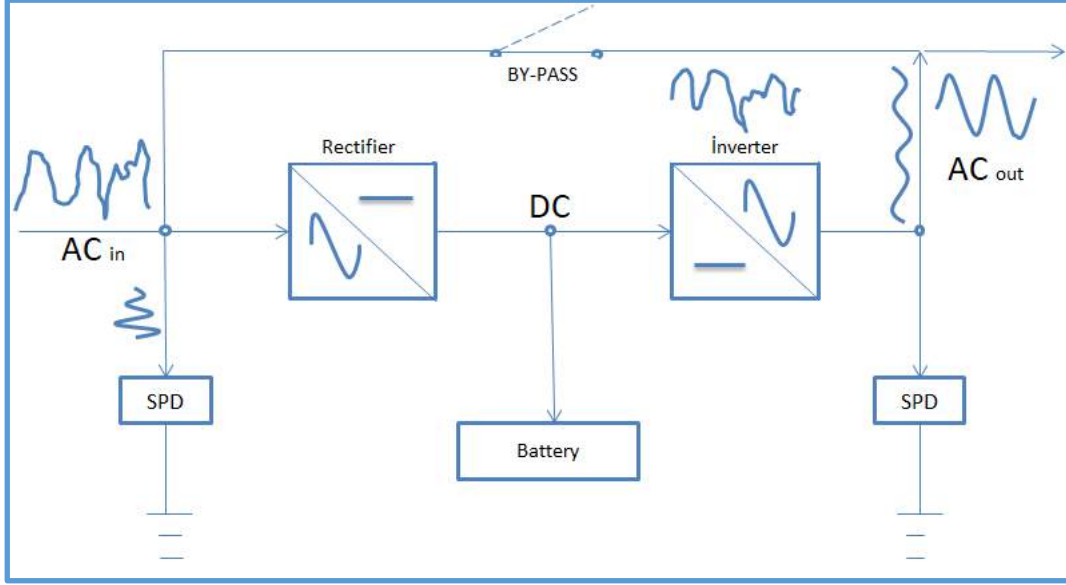 BY-PASS
Rectifier
İnverter
AC in
DC
AC out
SPD
Battery
SPD